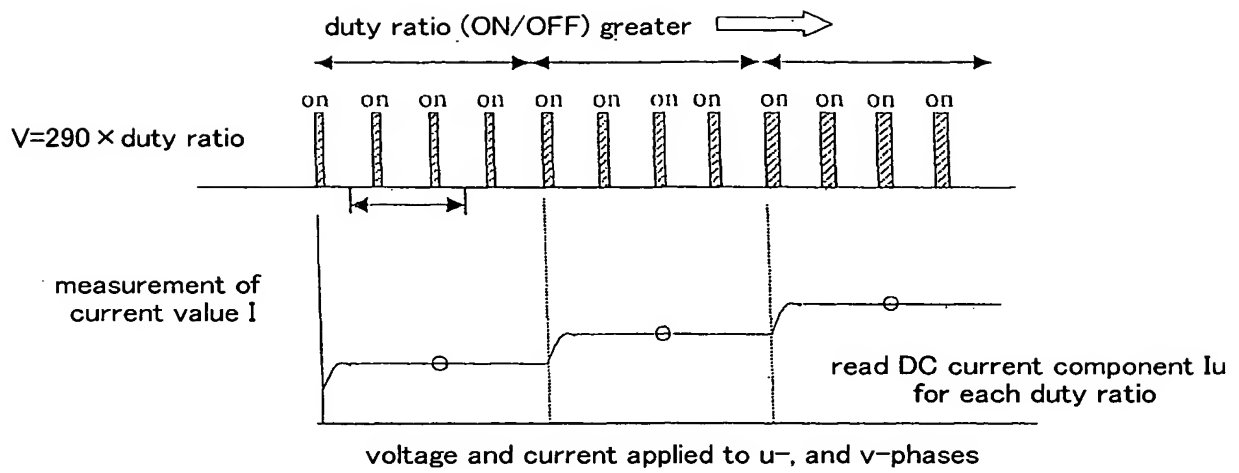 duty ratio (ON/OFF) greater
on on on on on on on on on on on on
V=290 × duty ratio
measurement of
current value I
read DC current component Iu
for each duty ratio
voltage and current applied to u-, and v-phases